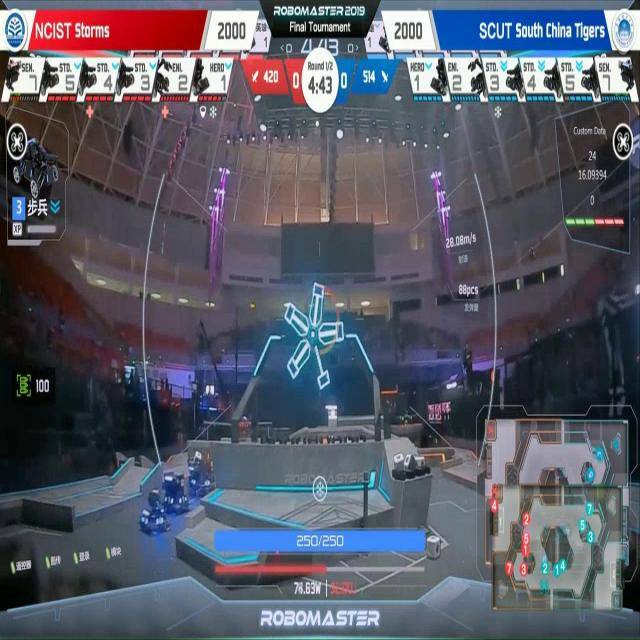 ROBOMASTER 2019
Final Tournament
NCIST Storms
2000
2000
SCUT South China Tigers
SEN. STD. STD. STD. ENI. HERO
7 5 4 3 2 1
420 0
Round 1/2
4:43
0 514
HERO ENI. STD. STD. STD. SEN.
1 2 3 4 5 7
3 步兵
XP
Custom Data
24
16.09394
0
28.08m/s
88pcs
100
ROBOMASTER
250/250
76.63W
ROBOMASTER